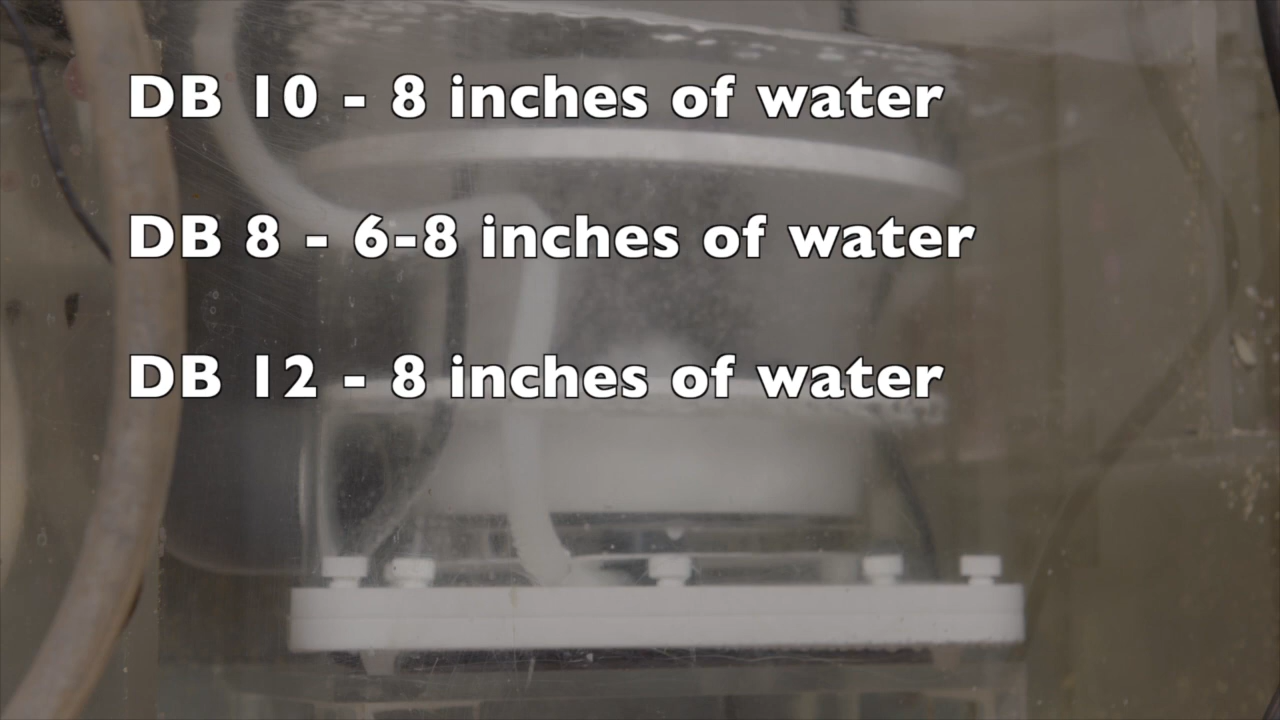 DB 10 - 8 inches of water
DB 8 - 6-8 inches of water
DB 12 - 8 inches of water